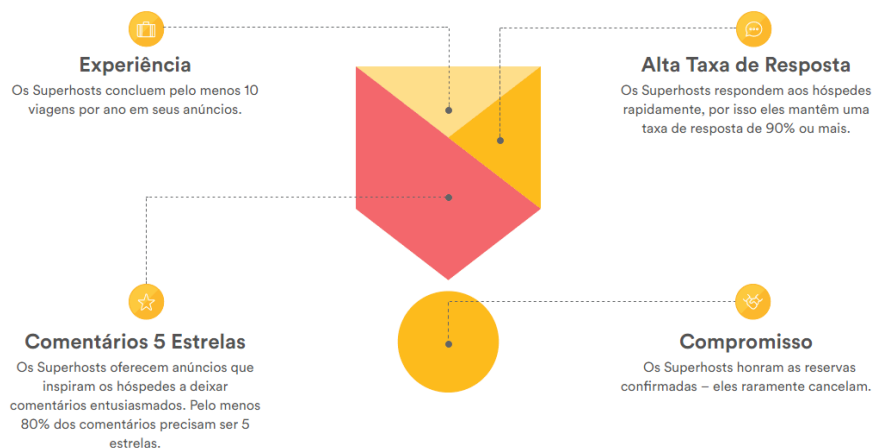 Experiência
Os Superhosts concluem pelo menos 10
viagens por ano em seus anúncios.
Alta Taxa de Resposta
Os Superhosts respondem aos hóspedes
rapidamente, por isso eles mantêm uma
taxa de resposta de 90% ou mais.
Comentários 5 Estrelas
Os Superhosts oferecem anúncios que
inspiram os hóspedes a deixar
comentários entusiasmados. Pelo menos
80% dos comentários precisam ser 5
estrelas.
Compromisso
Os Superhosts honram as reservas
confirmadas – eles raramente cancelam.